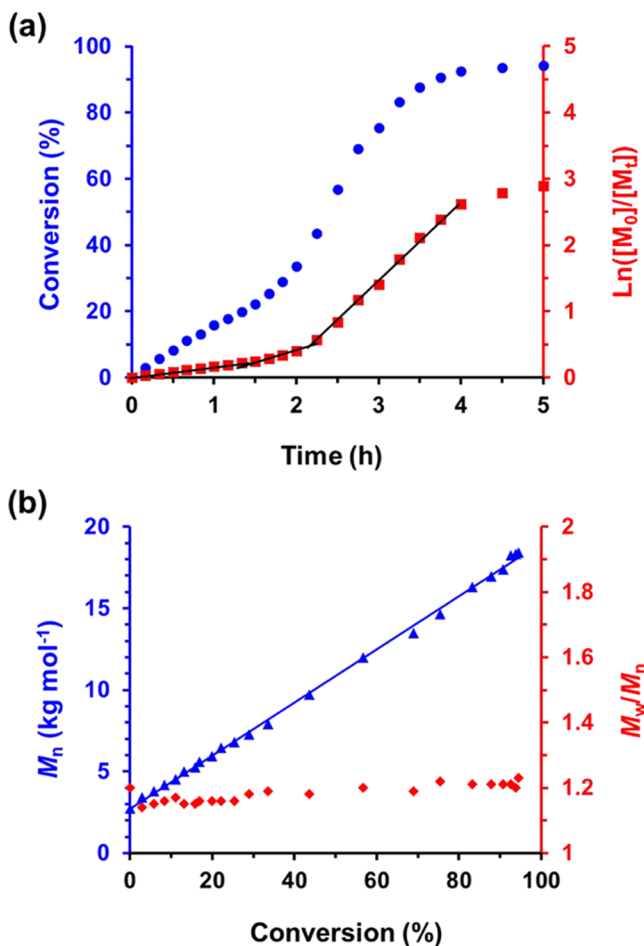 (a)
100
80
60
40
20
0
Conversion (%)
5
4
3
2
1
0
Ln([M₀]/[Mₜ])
0 1 2 3 4 5
Time (h)
(b)
20
15
10
5
0
Mₙ (kg mol⁻¹)
2
1.8
1.6
1.4
1.2
1
M_w/Mₙ
0 20 40 60 80 100
Conversion (%)